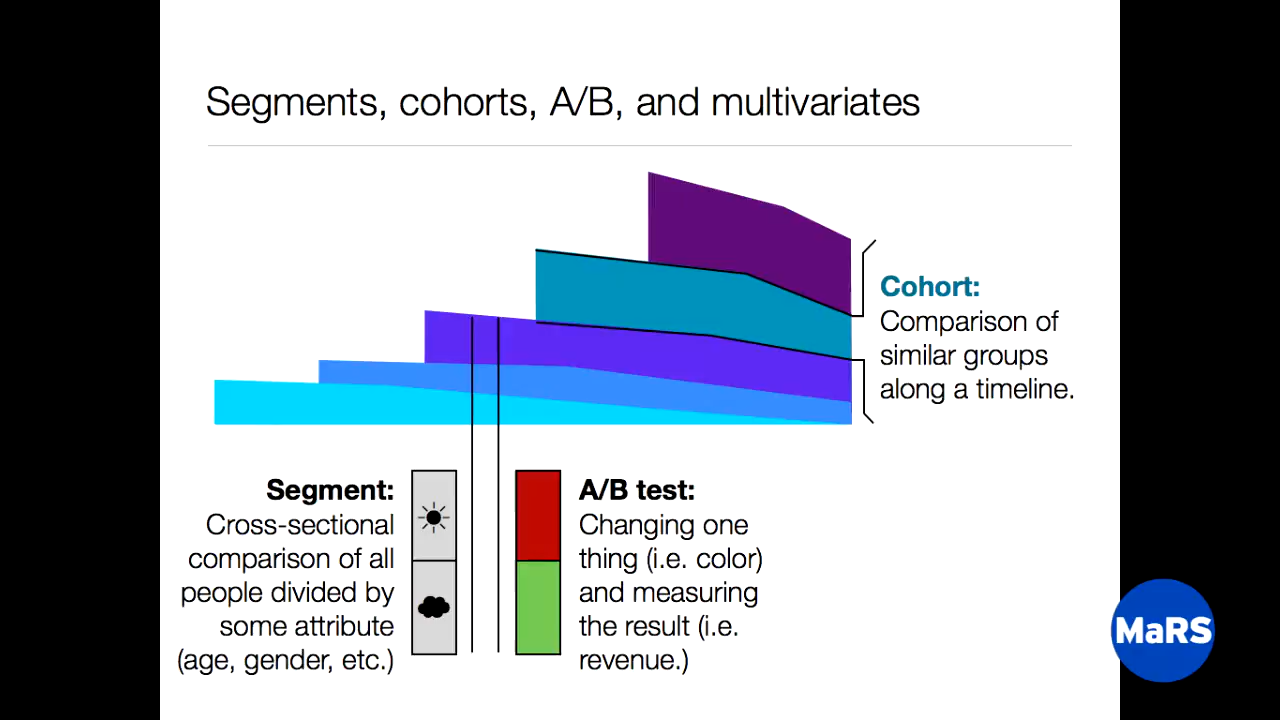 Segments, cohorts, A/B, and multivariates
Cohort:
Comparison of
similar groups
along a timeline.
Segment:
Cross-sectional
comparison of all
people divided by
some attribute
(age, gender, etc.)
A/B test:
Changing one
thing (i.e. color)
and measuring
the result (i.e.
revenue.)
MaRS